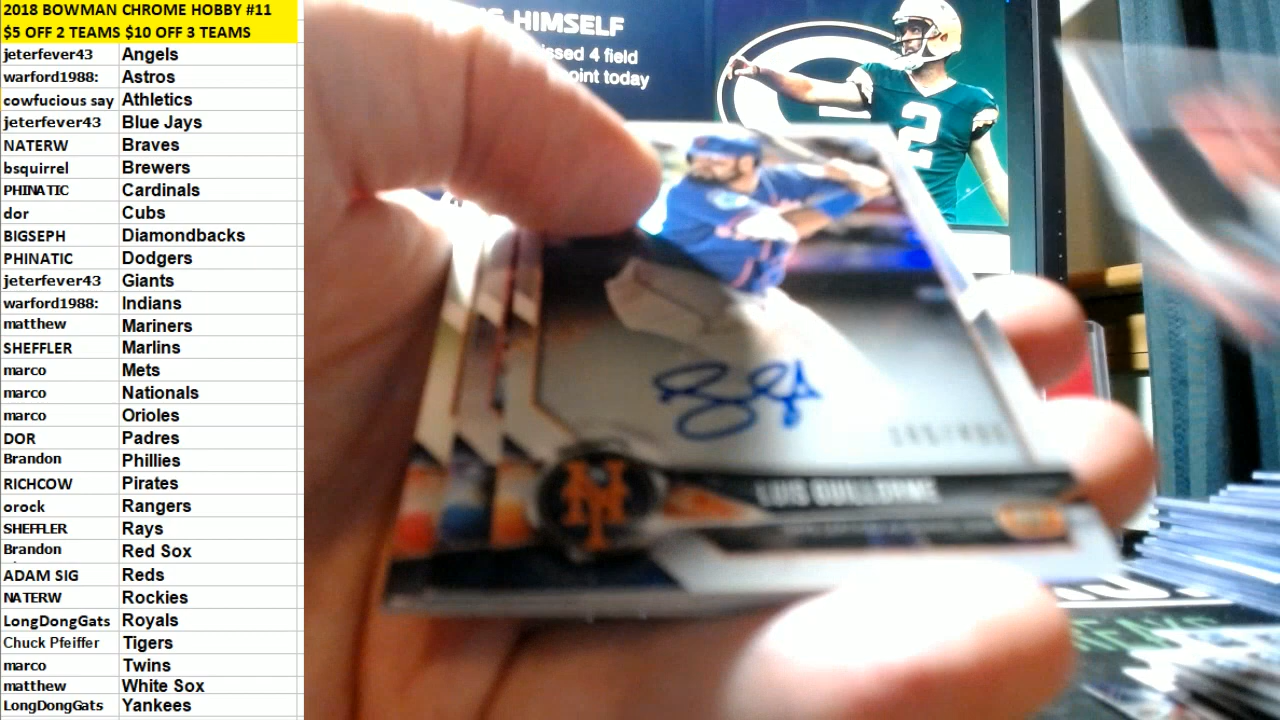 2018 BOWMAN CHROME HOBBY #11
$5 OFF 2 TEAMS $10 OFF 3 TEAMS
jeterfever43 Angels
warford1988: Astros
cowfucious say Athletics
jeterfever43 Blue Jays
NATERW Braves
bsquirrel Brewers
PHINATIC Cardinals
dor Cubs
BIGSEPH Diamondbacks
PHINATIC Dodgers
jeterfever43 Giants
warford1988: Indians
matthew Mariners
SHEFFLER Marlins
marco Mets
marco Nationals
marco Orioles
DOR Padres
Brandon Phillies
RICHCOW Pirates
orock Rangers
SHEFFLER Rays
Brandon Red Sox
ADAM SIG Reds
NATERW Rockies
LongDongGats Royals
Chuck Pfeiffer Tigers
marco Twins
matthew White Sox
LongDongGats Yankees
HIMSELF
ssed 4 field
oint today
2
NY
LUIS GUILLORME